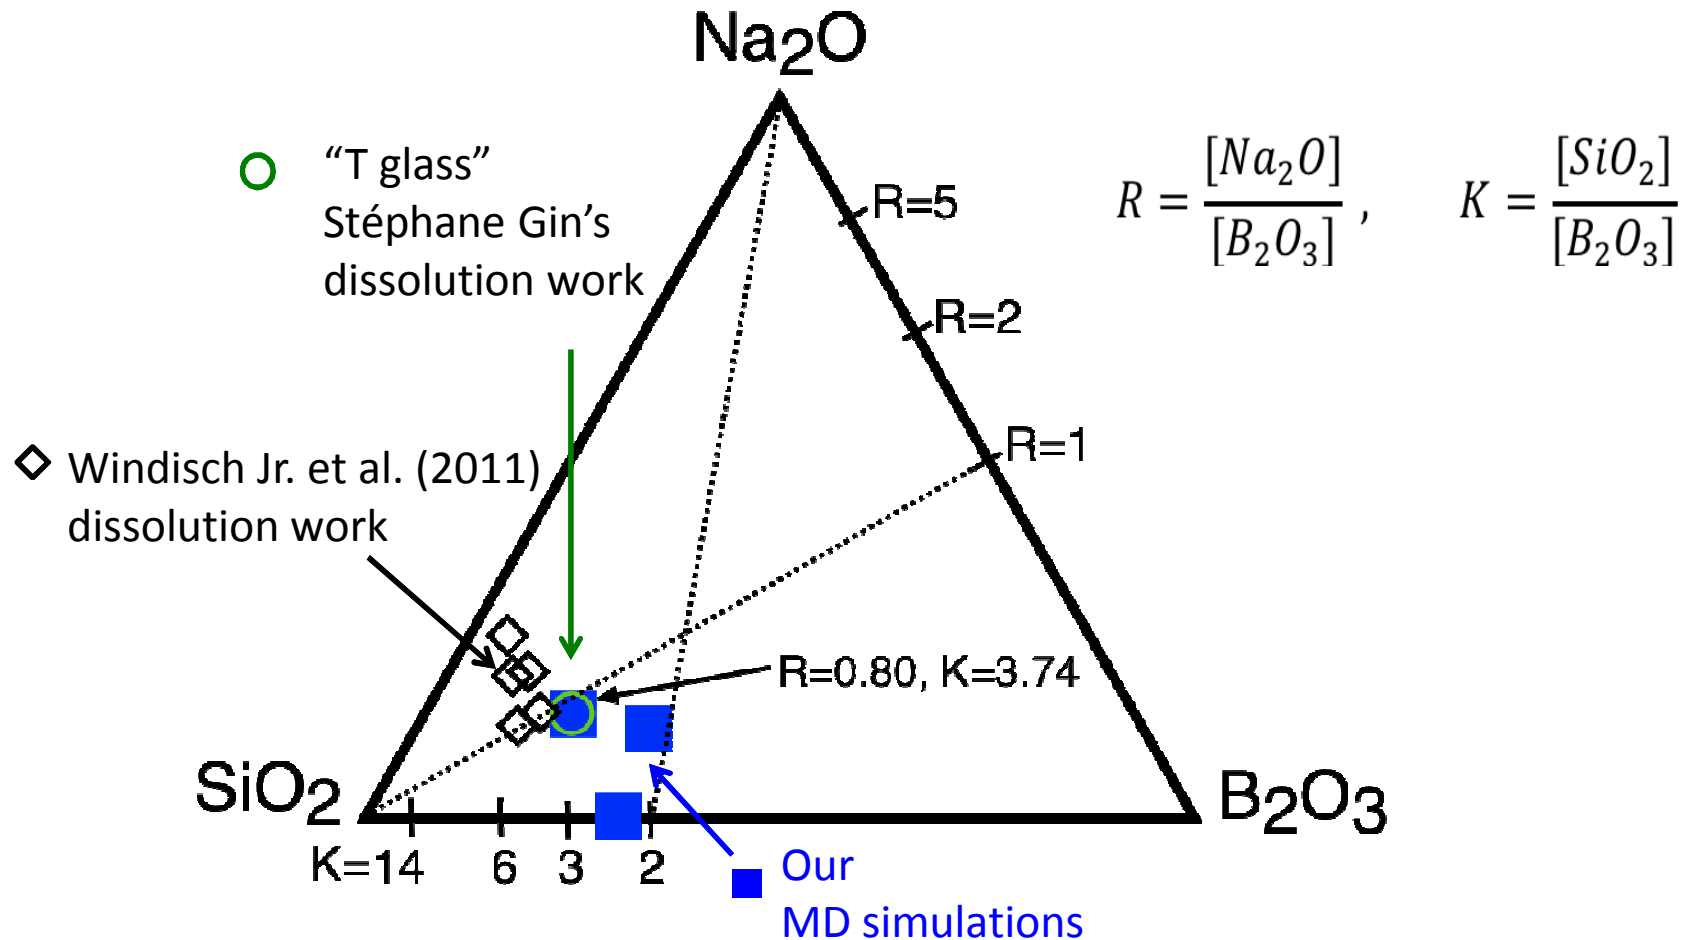 Na₂O
“T glass”
Stéphane Gin’s
dissolution work
R=5
R = [Na₂O] / [B₂O₃] , K = [SiO₂] / [B₂O₃]
R=2
R=1
Windisch Jr. et al. (2011)
dissolution work
R=0.80, K=3.74
SiO₂
B₂O₃
K=14 6 3 2
Our
MD simulations